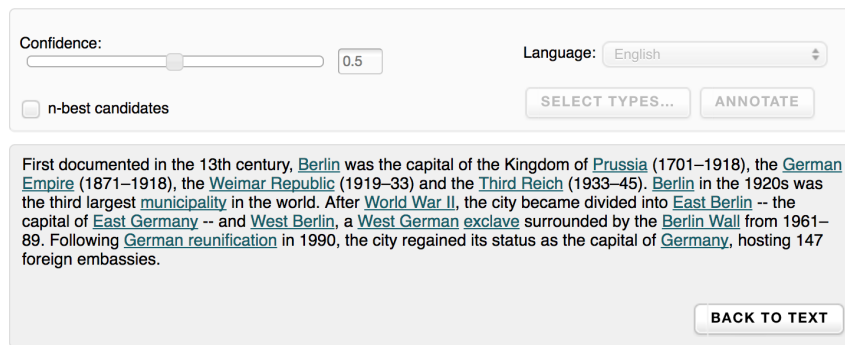 Confidence:
0.5
Language: English
n-best candidates
SELECT TYPES... ANNOTATE
First documented in the 13th century, Berlin was the capital of the Kingdom of Prussia (1701–1918), the German
Empire (1871–1918), the Weimar Republic (1919–33) and the Third Reich (1933–45). Berlin in the 1920s was
the third largest municipality in the world. After World War II, the city became divided into East Berlin -- the
capital of East Germany -- and West Berlin, a West German exclave surrounded by the Berlin Wall from 1961–
89. Following German reunification in 1990, the city regained its status as the capital of Germany, hosting 147
foreign embassies.
BACK TO TEXT